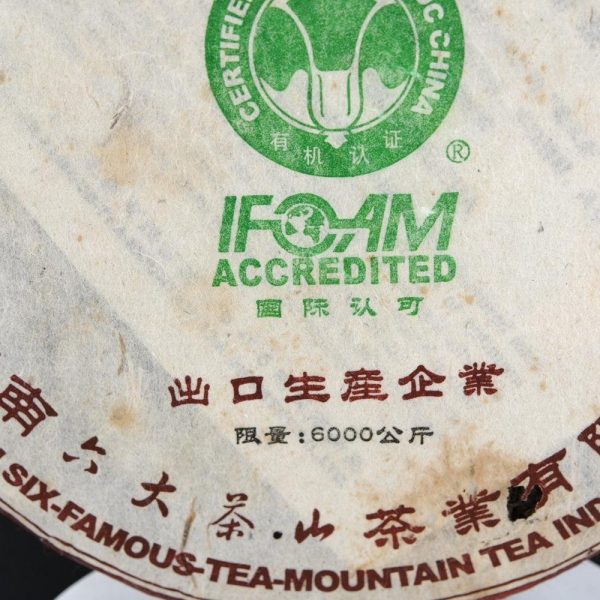 CERTIFIED
CHINA
有机认证
®
IFOAM
ACCREDITED
国际认可
出口生産企業
限量:6000公斤
南六大茶山茶業有
SIX-FAMOUS-TEA-MOUNTAIN TEA IND